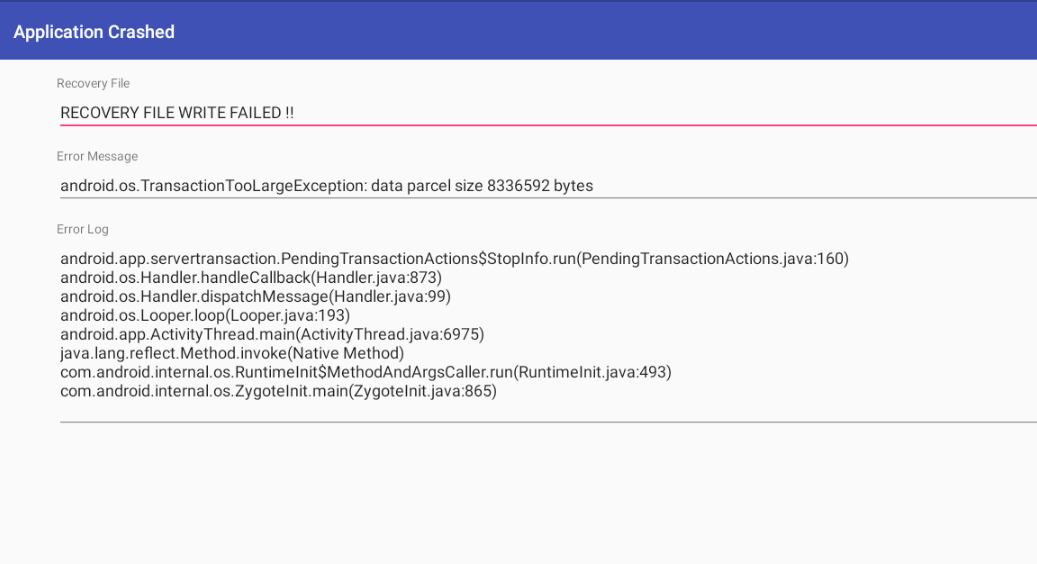 Application Crashed
Recovery File
RECOVERY FILE WRITE FAILED !!
Error Message
android.os.TransactionTooLargeException: data parcel size 8336592 bytes
Error Log
android.app.servertransaction.PendingTransactionActions$StopInfo.run(PendingTransactionActions.java:160)
android.os.Handler.handleCallback(Handler.java:873)
android.os.Handler.dispatchMessage(Handler.java:99)
android.os.Looper.loop(Looper.java:193)
android.app.ActivityThread.main(ActivityThread.java:6975)
java.lang.reflect.Method.invoke(Native Method)
com.android.internal.os.RuntimeInit$MethodAndArgsCaller.run(RuntimeInit.java:493)
com.android.internal.os.ZygoteInit.main(ZygoteInit.java:865)